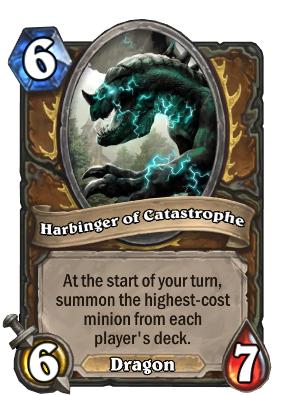 6
Harbinger of Catastrophe
At the start of your turn,
summon the highest-cost
minion from each
player's deck.
6
Dragon
7